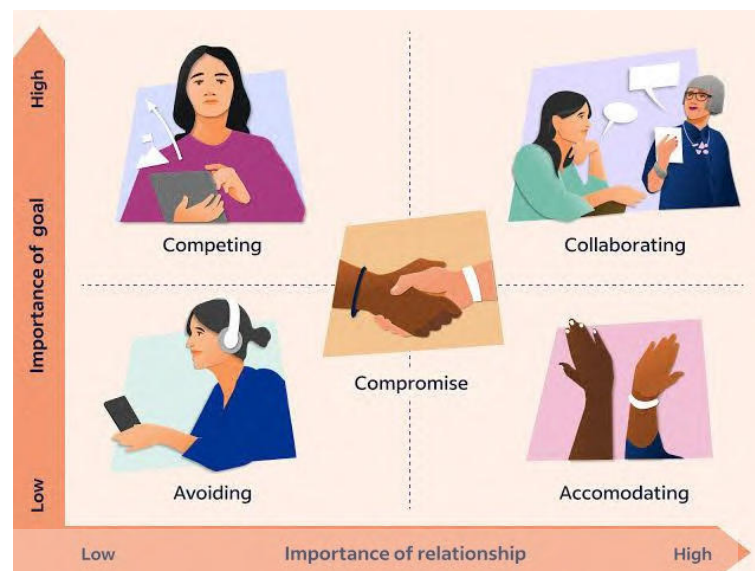 High
Importance of goal
Low
Competing
Collaborating
Compromise
Avoiding
Accomodating
Low
Importance of relationship
High